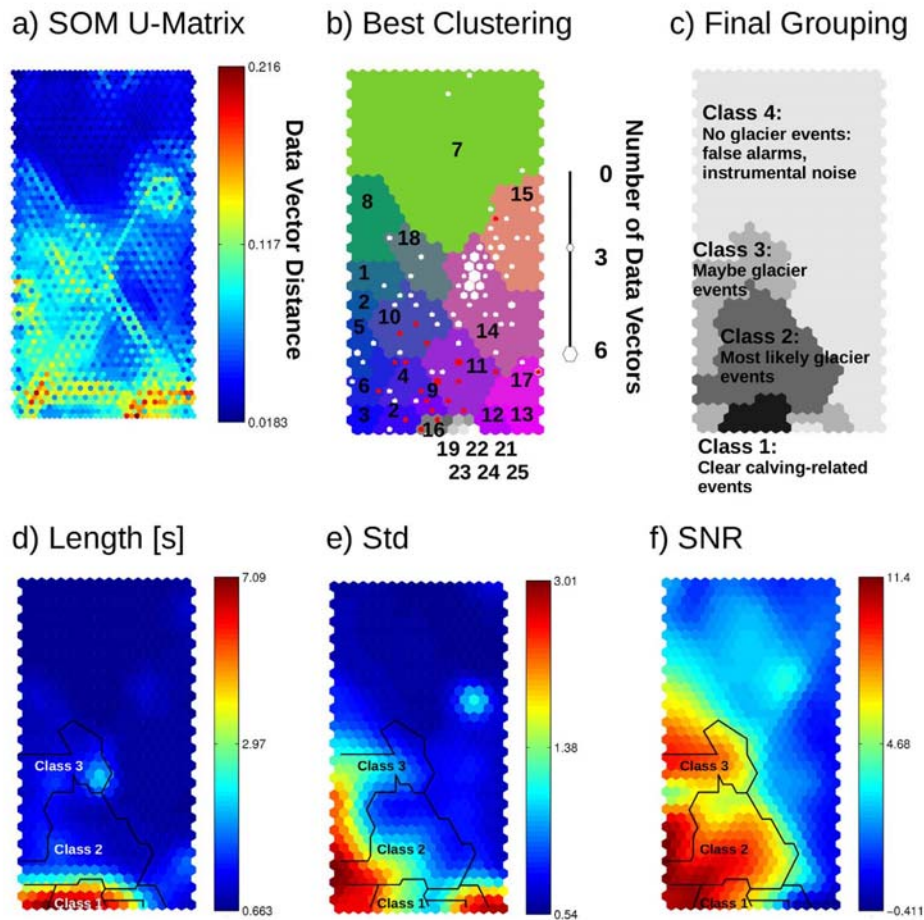 a) SOM U-Matrix
0.216
0.117
0.0183
Data Vector Distance
b) Best Clustering
7
8
15
18
1
2
10
5
14
11
6
4
17
9
3
2
12
13
16
19 22 21
23 24 25
0
3
6
Number of Data Vectors
c) Final Grouping
Class 4:
No glacier events:
false alarms,
instrumental noise
Class 3:
Maybe glacier
events
Class 2:
Most likely glacier
events
Class 1:
Clear calving-related
events
d) Length [s]
7.09
2.97
0.663
Class 3
Class 2
Class 1
e) Std
3.01
1.38
0.54
Class 3
Class 2
Class 1
f) SNR
11.4
4.68
-0.411
Class 3
Class 2
Class 1